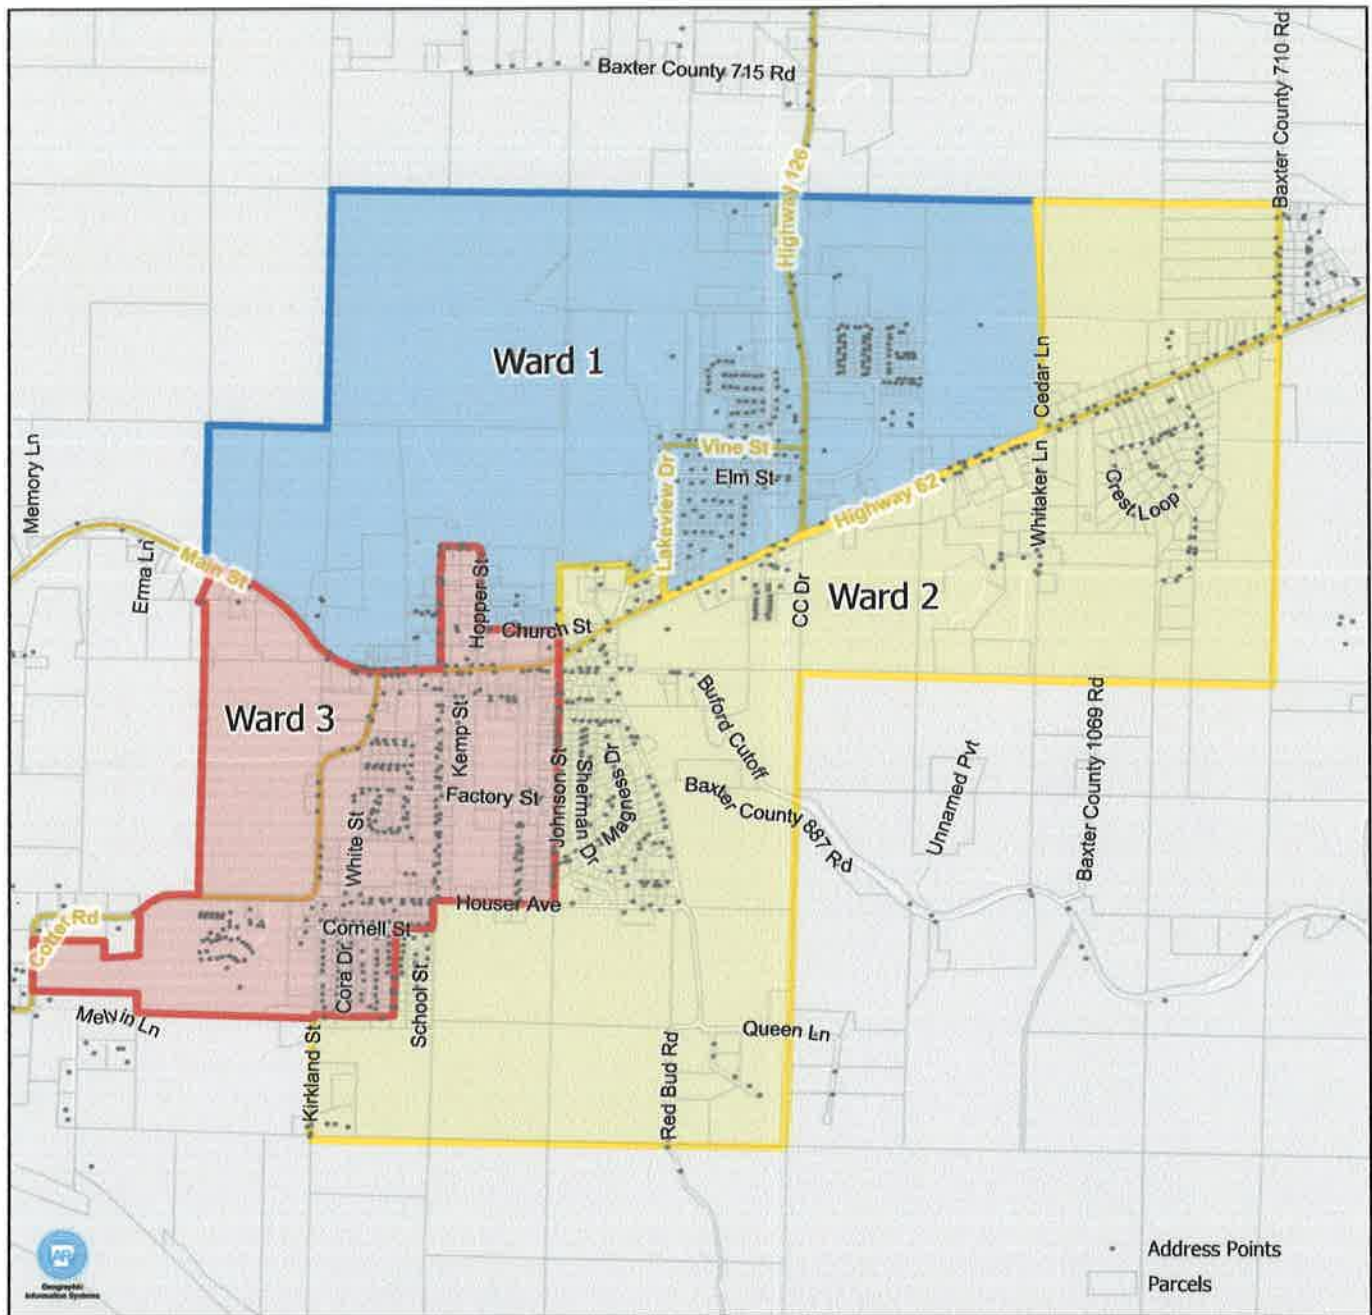 Baxter County 715 Rd
Baxter County 710 Rd
Highway 126
Ward 1
Cedar Ln
Memory Ln
Vine St
Lakeview Dr
Elm St
Highway 62
Whitaker Ln
Crest Loop
Main St
Erma Ln
Hopper St
Church St
CC Dr
Ward 2
Ward 3
Kemp St
Buford Cutoff
Baxter County 1069 Rd
Johnson St
Sherman Dr
Magness Dr
Factory St
Baxter County 887 Rd
Unnamed Pvt
White St
Houser Ave
Cotter Rd
Cornell St
Cora Dr
School St
Melvin Ln
Kirkland St
Queen Ln
Red Bud Rd
AR
Geographic
Information Systems
Address Points
Parcels